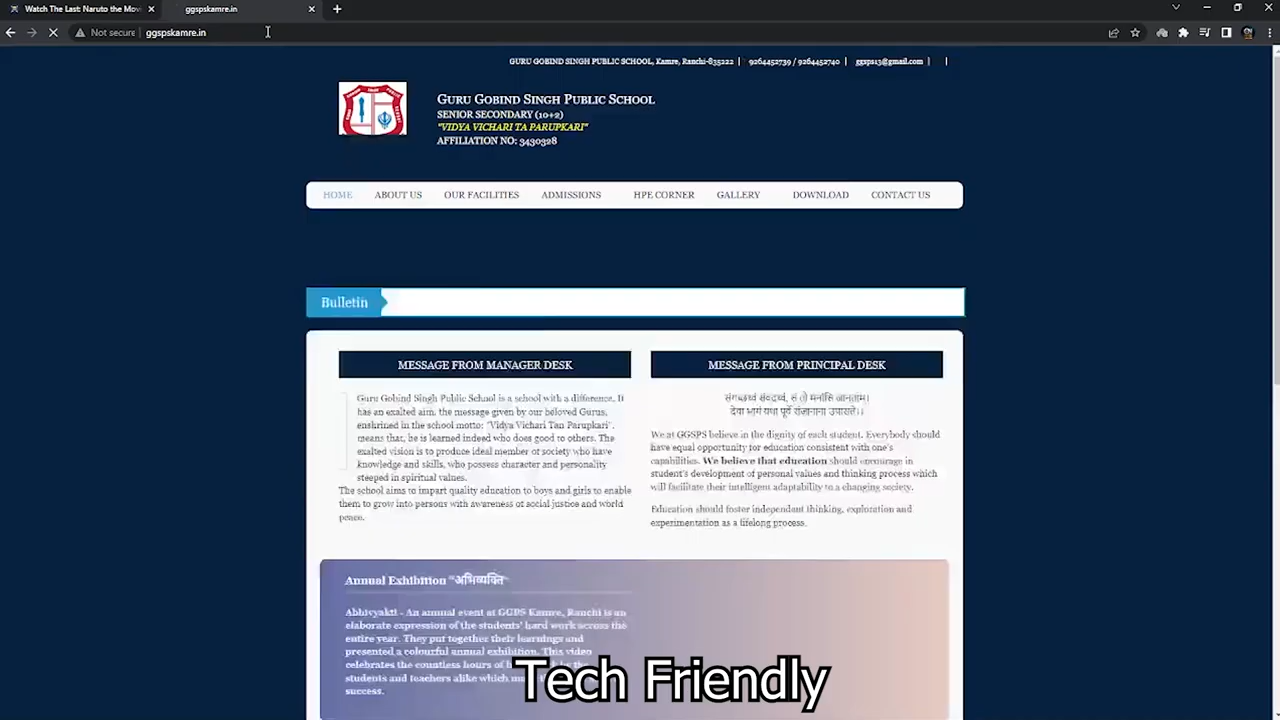 Watch The Last: Naruto the Mov
ggspskamre.in
Not secure
ggspskamre.in
GURU GOBIND SINGH PUBLIC SCHOOL, Kamre, Ranchi-835222 | 9264452739 / 9264452740 | ggsps13@gmail.com | |
GURU GOBIND SINGH PUBLIC SCHOOL
SENIOR SECONDARY (10+2)
"VIDYA VICHARI TA PARUPKARI"
AFFILIATION NO: 3430328
HOME ABOUT US OUR FACILITIES ADMISSIONS HPE CORNER GALLERY DOWNLOAD CONTACT US
Bulletin
MESSAGE FROM MANAGER DESK
Guru Gobind Singh Public School is a school with a difference. It
has an exalted aim, the message given by our beloved Gurus,
enshrined in the school motto: "Vidya Vichari Tan Parupkari".
means that, he is learned indeed who does good to others. The
exalted vision is to produce ideal member of society who have
knowledge and skills, who possess character and personality
steeped in spiritual values.
The school aims to impart quality education to boys and girls to enable
them to grow into persons with awareness of social justice and world
peace.
MESSAGE FROM PRINCIPAL DESK
संगच्छध्वं संवदध्वं, सं तो मनांसि जानताम्।
देवा भागं यथा पूर्वे संजानाना उपासते।।
We at GGSPS believe in the dignity of each student. Everybody should
have equal opportunity for education consistent with one's
capabilities. We believe that education should encourage in
student's development of personal values and thinking process which
will facilitate their intelligent adaptability to a changing society.
Education should foster independent thinking, exploration and
experimentation as a lifelong process.
Annual Exhibition "अभिव्यक्ति
Abhivyakti - An annual event at GGPS Kamre, Ranchi is an
elaborate expression of the students' hard work across the
entire year. They put together their learnings and
presented a colourful annual exhibition. This video
celebrates the countless hours of by the
students and teachers alike which
success.
Tech Friendly